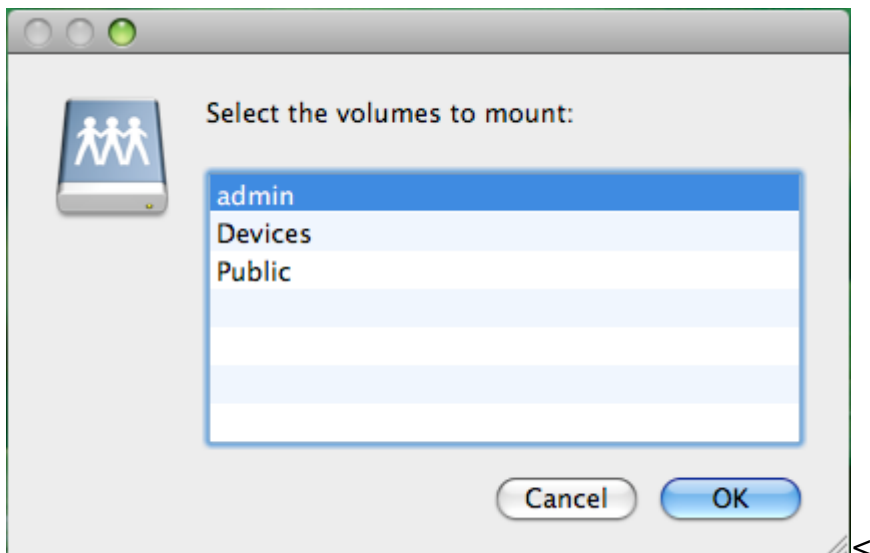 Select the volumes to mount:
admin
Devices
Public
Cancel OK
<